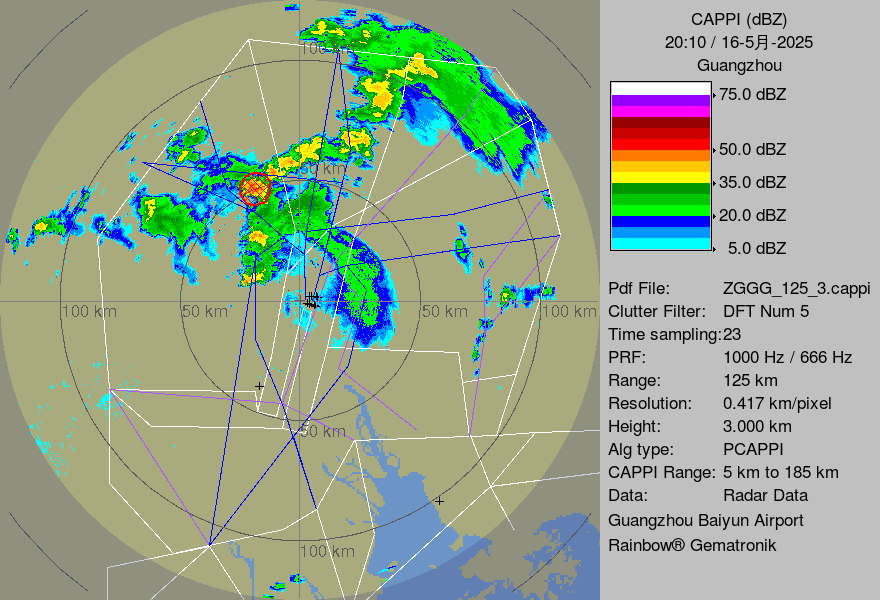 CAPPI (dBZ)
20:10 / 16-5月-2025
Guangzhou
75.0 dBZ
50.0 dBZ
35.0 dBZ
20.0 dBZ
5.0 dBZ
Pdf File: ZGGG_125_3.cappi
Clutter Filter: DFT Num 5
Time sampling:23
PRF: 1000 Hz / 666 Hz
Range: 125 km
Resolution: 0.417 km/pixel
Height: 3.000 km
Alg type: PCAPPI
CAPPI Range: 5 km to 185 km
Data: Radar Data
Guangzhou Baiyun Airport
Rainbow® Gematronik
100 km
50 km
100 km
50 km
50 km
100 km
50 km
100 km